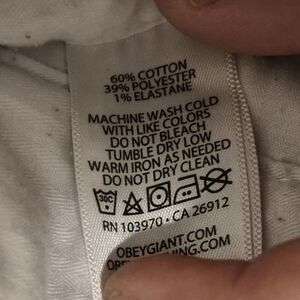 60% COTTON
39% POLYESTER
1% ELASTANE
MACHINE WASH COLD
WITH LIKE COLORS
DO NOT BLEACH
TUMBLE DRY LOW
WARM IRON AS NEEDED
DO NOT DRY CLEAN
30C
RN 103970 • CA 26912
OBEYGIANT.COM